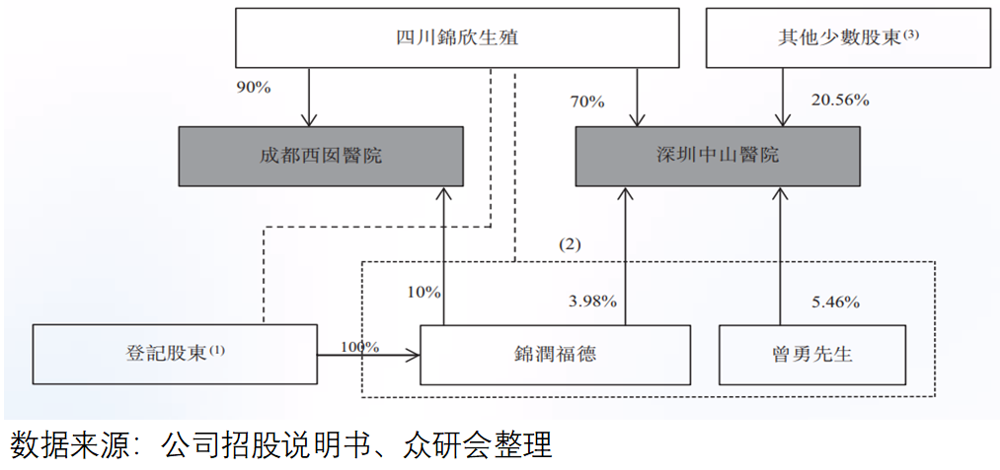 四川錦欣生殖
其他少數股東(3)
90%
70%
20.56%
成都西囡醫院
深圳中山醫院
(2)
10%
3.98%
5.46%
登記股東(1)
100%
錦潤福德
曾勇先生
数据来源：公司招股说明书、众研会整理